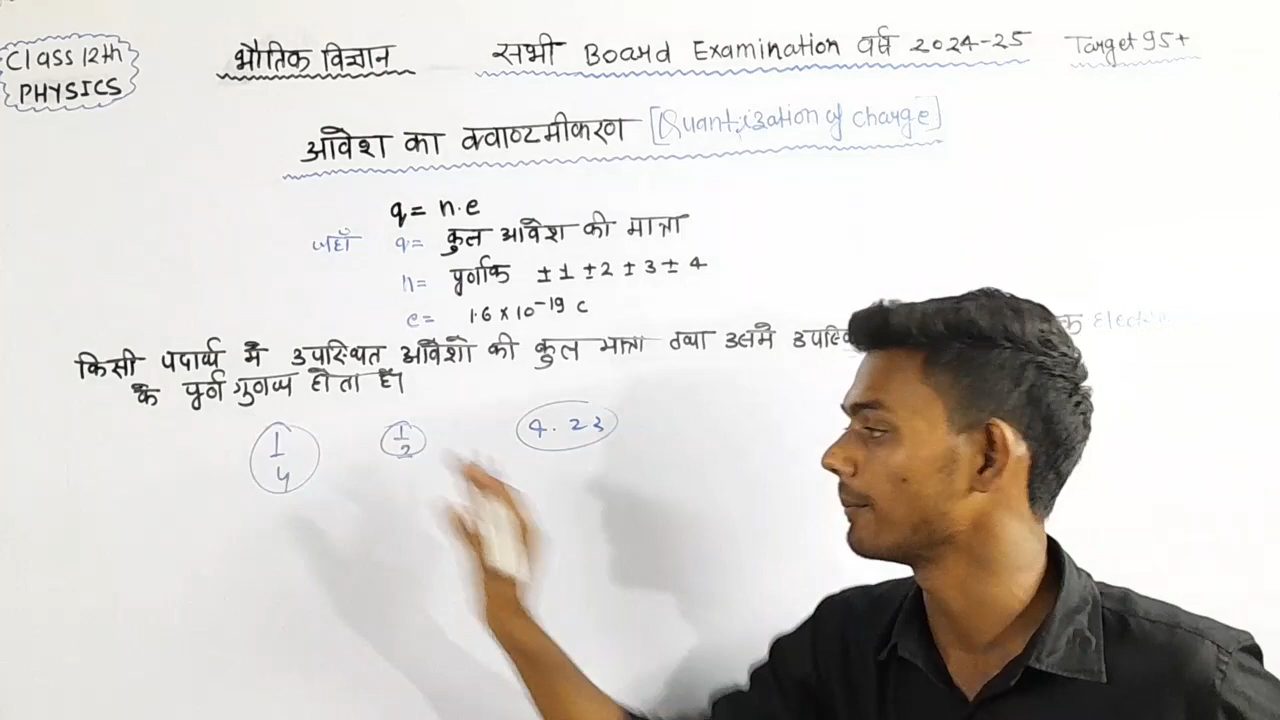 Class 12th
PHYSICS
भौतिक विज्ञान सभी Board Examination वर्ष 2024-25 Target 95+
आवेश का क्वाण्टमीकरण [Quantization of charge]
q = n.e
जहाँ q = कुल आवेश की मात्रा
n = पूर्णांक ±1 ±2 ±3 ±4
e = 1.6 × 10⁻¹⁹ C
किसी पदार्थ में उपस्थित आवेशो की कुल मात्रा तथा उसमे
के पूर्ण गुणज होता है।
1/4 1/2 4.23